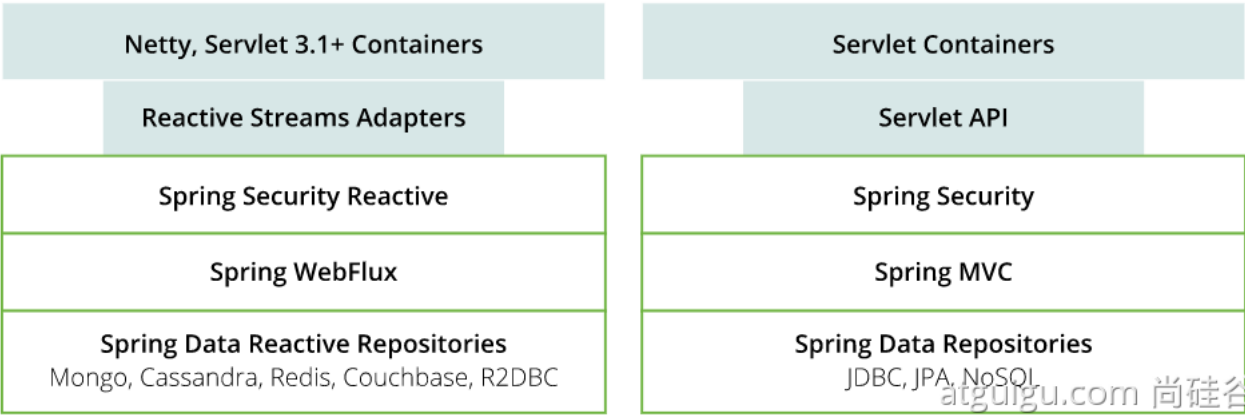 Netty, Servlet 3.1+ Containers
Reactive Streams Adapters
Spring Security Reactive
Spring WebFlux
Spring Data Reactive Repositories
Mongo, Cassandra, Redis, Couchbase, R2DBC
Servlet Containers
Servlet API
Spring Security
Spring MVC
Spring Data Repositories
JDBC, JPA, NoSQL
atguigu.com 尚硅谷